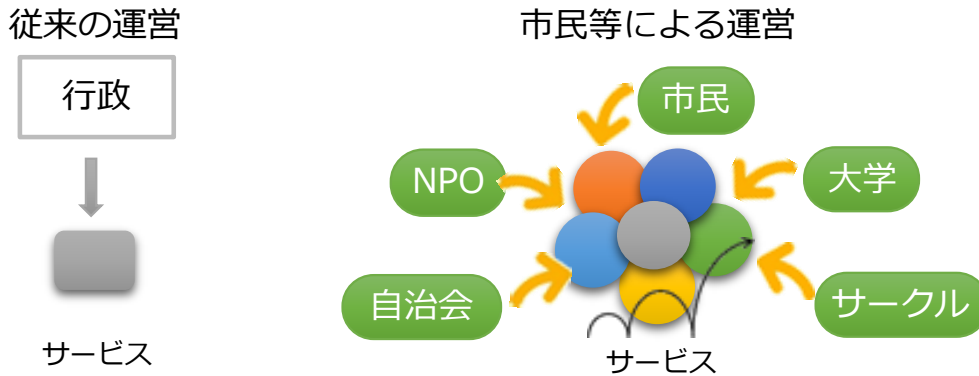 従来の運営
行政
サービス
市民等による運営
市民
NPO
大学
自治会
サークル
サービス